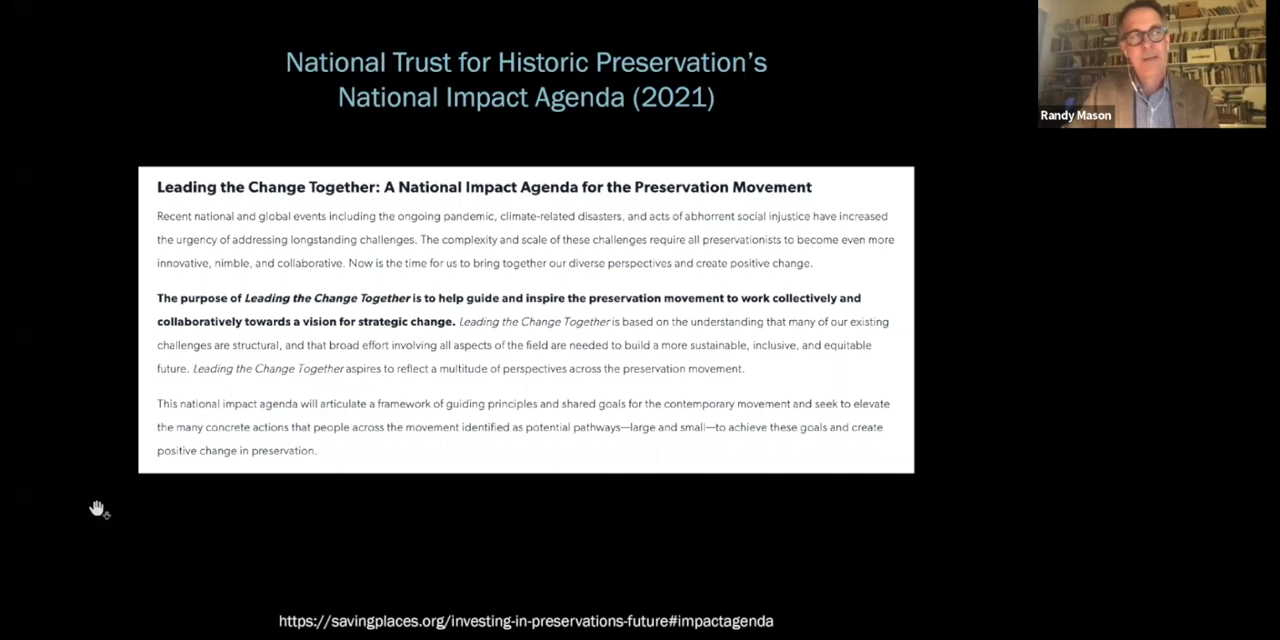 National Trust for Historic Preservation's
National Impact Agenda (2021)
Randy Mason
Leading the Change Together: A National Impact Agenda for the Preservation Movement
Recent national and global events including the ongoing pandemic, climate-related disasters, and acts of abhorrent social injustice have increased
the urgency of addressing longstanding challenges. The complexity and scale of these challenges require all preservationists to become even more
innovative, nimble, and collaborative. Now is the time for us to bring together our diverse perspectives and create positive change.
The purpose of Leading the Change Together is to help guide and inspire the preservation movement to work collectively and
collaboratively towards a vision for strategic change. Leading the Change Together is based on the understanding that many of our existing
challenges are structural, and that broad effort involving all aspects of the field are needed to build a more sustainable, inclusive, and equitable
future. Leading the Change Together aspires to reflect a multitude of perspectives across the preservation movement.
This national impact agenda will articulate a framework of guiding principles and shared goals for the contemporary movement and seek to elevate
the many concrete actions that people across the movement identified as potential pathways—large and small—to achieve these goals and create
positive change in preservation.
https://savingplaces.org/investing-in-preservations-future#impactagenda